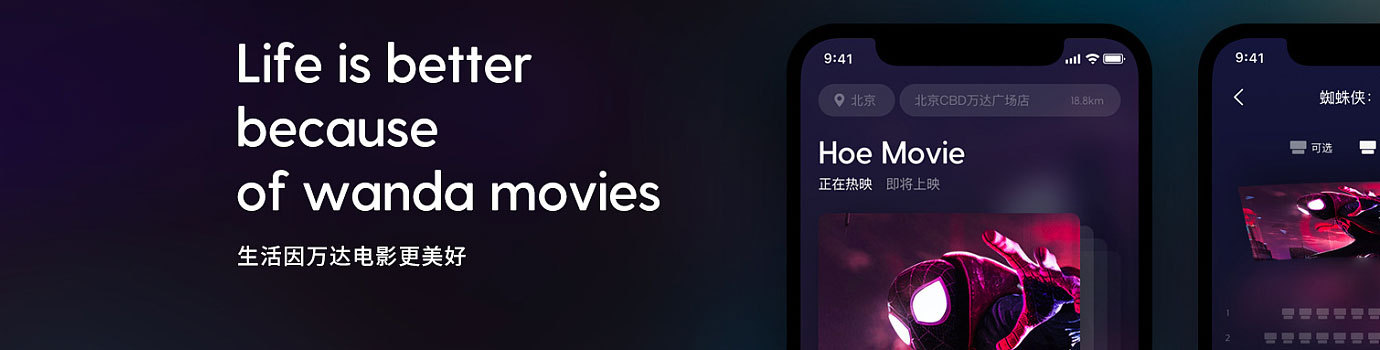 Life is better
because
of wanda movies
生活因万达电影更美好
9:41
北京
北京CBD万达广场店 18.8km
Hoe Movie
正在热映 即将上映
9:41
蜘蛛侠:
可选
1
2